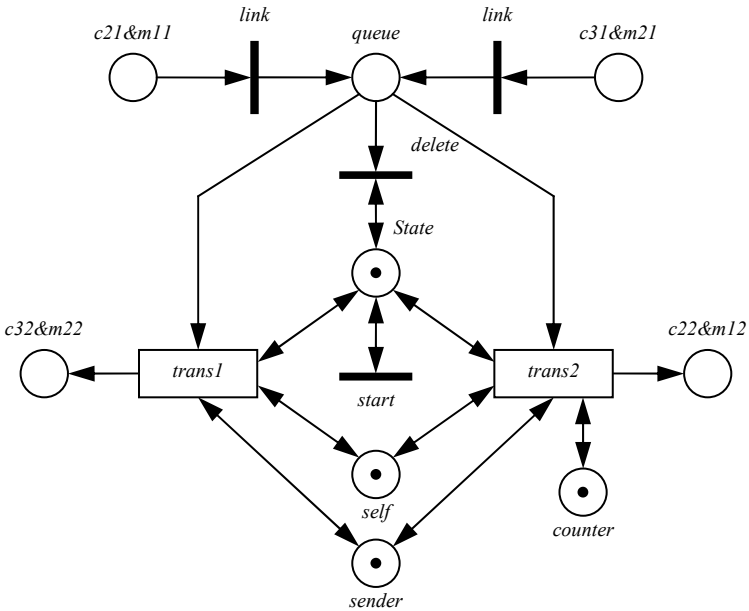 link
link
c21&m11
queue
c31&m21
delete
State
c32&m22
c22&m12
trans1
trans2
start
self
counter
sender